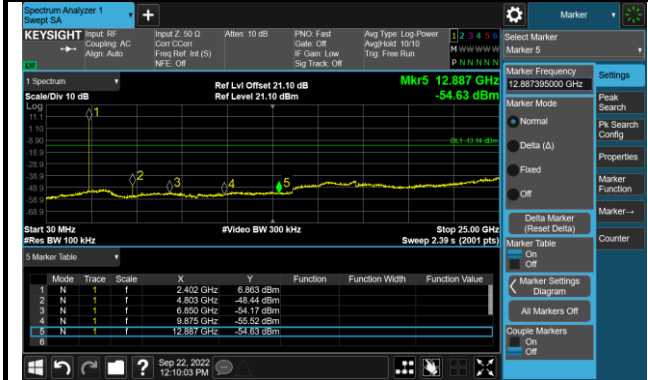 Spectrum Analyzer 1
Swept SA
+
Marker
KEYSIGHT
Input: RF
Coupling: AC
Align: Auto
Input Z: 50 Ω
Corr CCorr
Freq Ref: Int (S)
NFE: Off
Atten: 10 dB
PNO: Fast
Gate: Off
IF Gain: Low
Sig Track: Off
Avg Type: Log-Power
Avg|Hold: 10/10
Trig: Free Run
1 2 3 4 5 6
M W W W W W
P N N N N N
Select Marker
Marker 5
1 Spectrum
Scale/Div 10 dB
Ref Lvl Offset 21.10 dB
Ref Level 21.10 dBm
Mkr5 12.887 GHz
-54.63 dBm
Log
11.1
1.10
-8.90
-18.9
-28.9
-38.9
-48.9
-58.9
-68.9
1
2
3
4
5
DL1 -13.14 dBm
Start 30 MHz
#Res BW 100 kHz
#Video BW 300 kHz
Stop 25.00 GHz
Sweep 2.39 s (2001 pts)
5 Marker Table
Mode Trace Scale X Y Function Function Width Function Value
1 N 1 f 2.402 GHz 6.863 dBm
2 N 1 f 4.803 GHz -48.44 dBm
3 N 1 f 6.850 GHz -54.17 dBm
4 N 1 f 9.875 GHz -55.52 dBm
5 N 1 f 12.887 GHz -54.63 dBm
6
Marker Frequency
12.887395000 GHz
Marker Mode
Normal
Delta (Δ)
Fixed
Off
Delta Marker
(Reset Delta)
Marker Table
On
Off
Marker Settings
Diagram
All Markers Off
Couple Markers
On
Off
Settings
Peak
Search
Pk Search
Config
Properties
Marker
Function
Marker→
Counter
?
Sep 22, 2022
12:10:03 PM